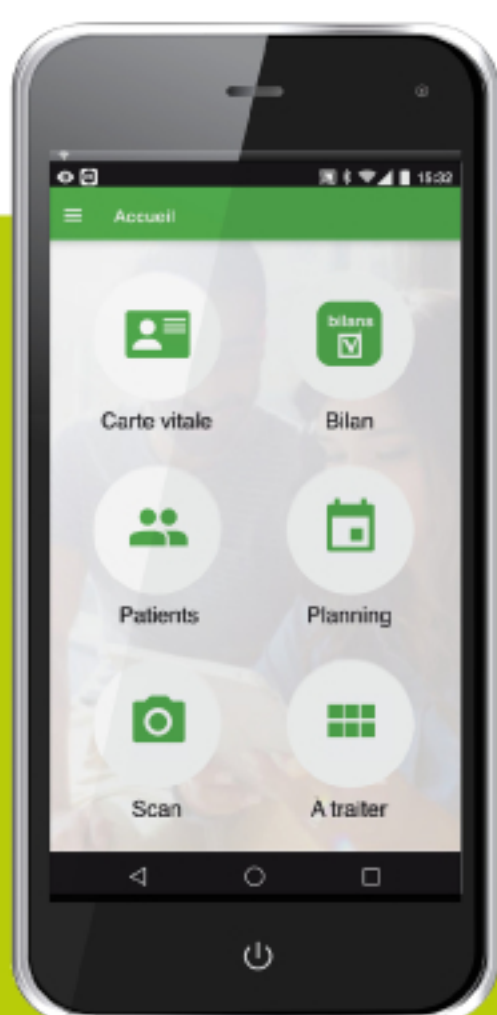 15:32
Accueil
bilans
Carte vitale
Bilan
Patients
Planning
Scan
À traiter